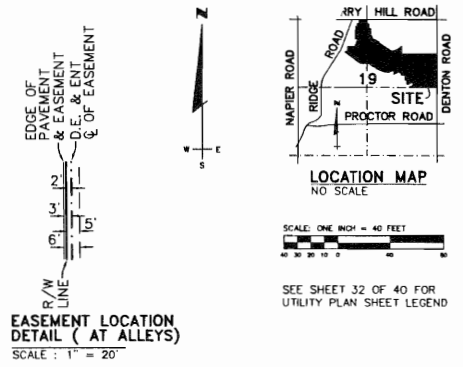 EDGE OF
PAVEMENT
& EASEMENT
D.E. & ENT
℄ OF EASEMENT
2'
3'
5'
6'
R/W
LINE
EASEMENT LOCATION
DETAIL ( AT ALLEYS)
SCALE : 1" = 20'
N
W
E
S
RRY HILL ROAD
NAPIER ROAD
RIDGE ROAD
19
DENTON ROAD
SITE
N
PROCTOR ROAD
LOCATION MAP
NO SCALE
SCALE: ONE INCH = 40 FEET
40 30 20 10 0 40 80
SEE SHEET 32 OF 40 FOR
UTILITY PLAN SHEET LEGEND